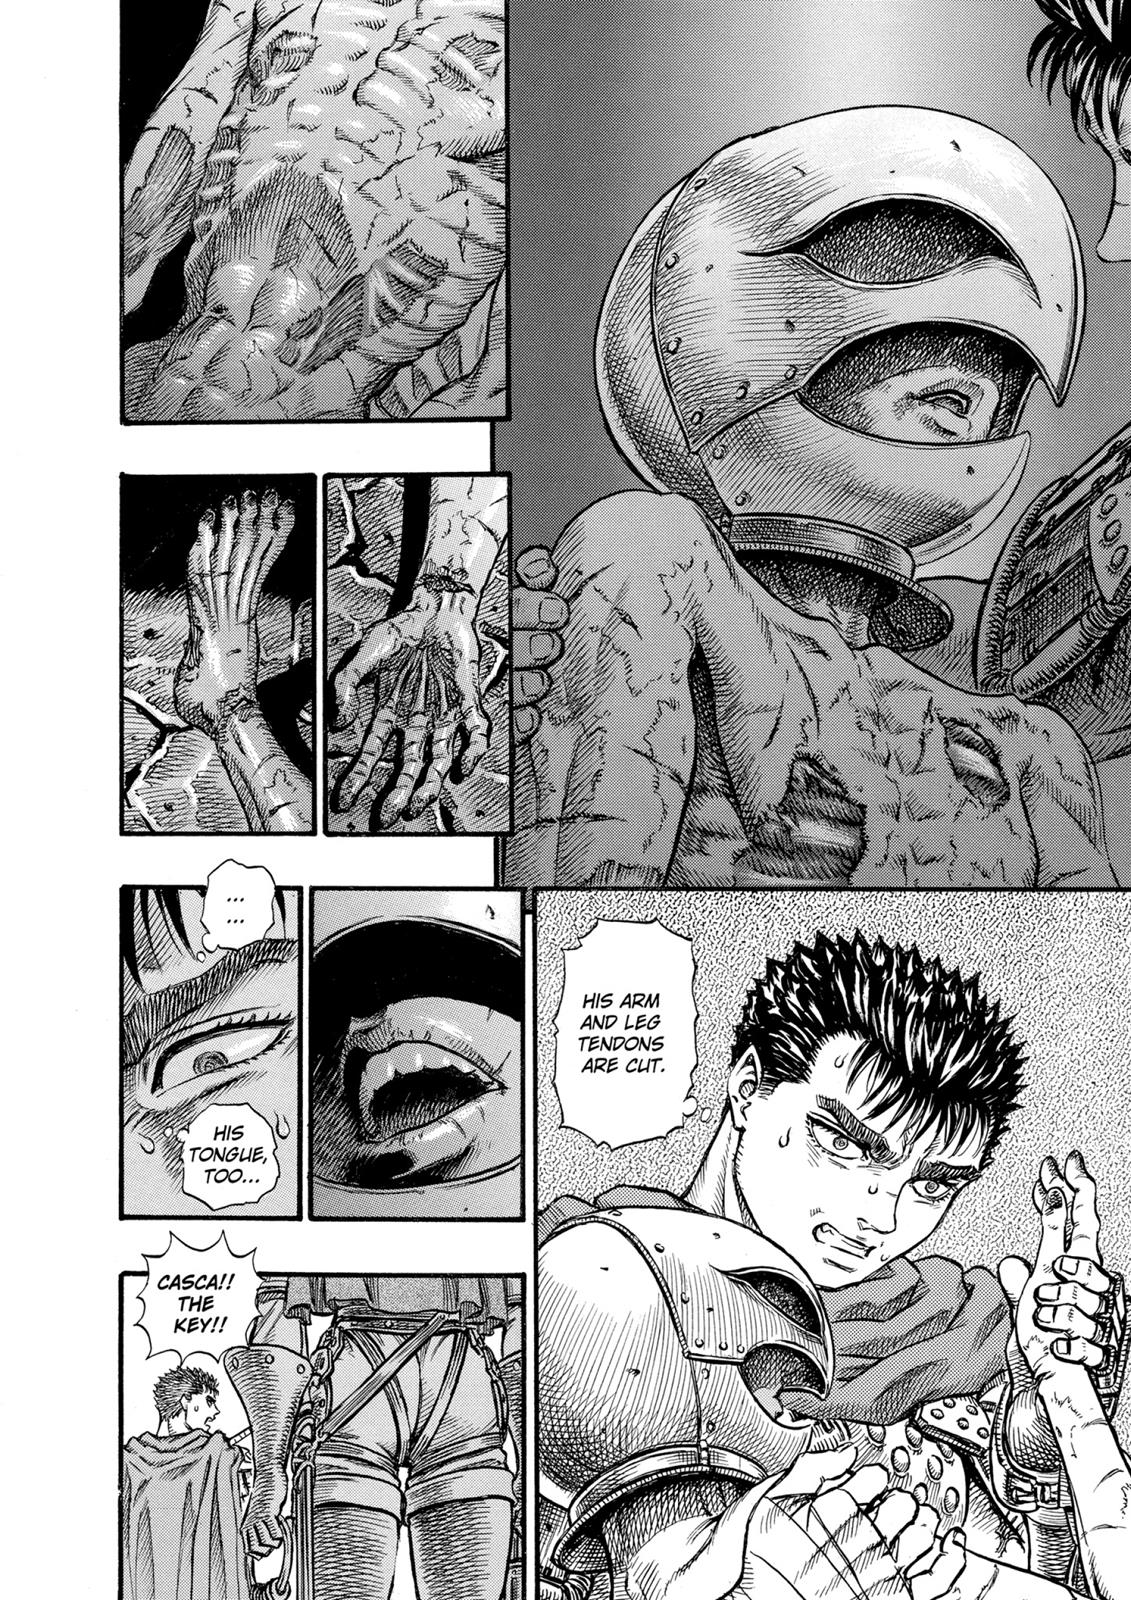 HIS ARM
AND LEG
TENDONS
ARE CUT.
...
...
HIS
TONGUE,
TOO...
CASCA!!
THE
KEY!!